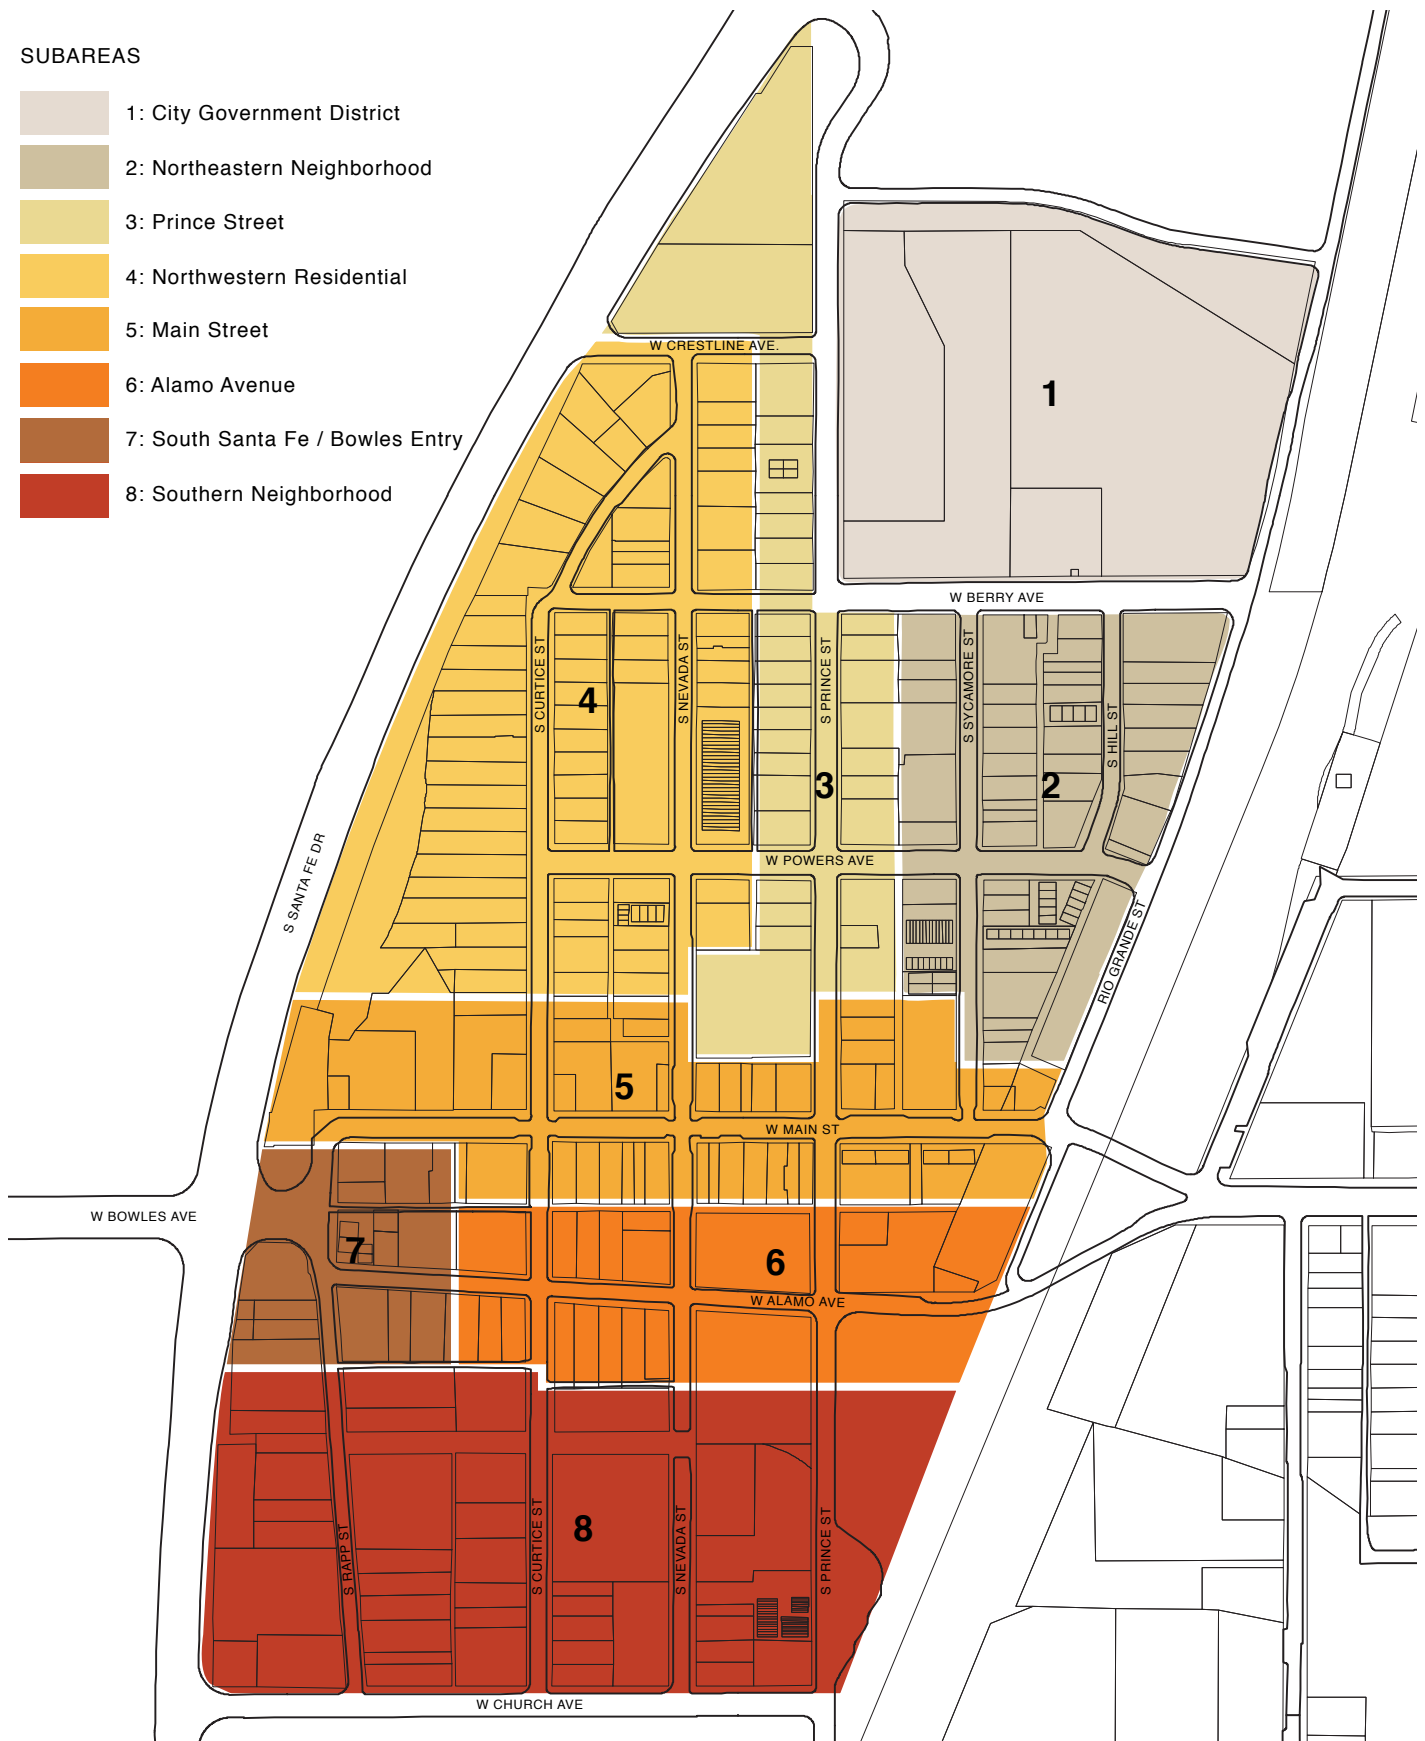 SUBAREAS
1: City Government District
2: Northeastern Neighborhood
3: Prince Street
4: Northwestern Residential
5: Main Street
6: Alamo Avenue
7: South Santa Fe / Bowles Entry
8: Southern Neighborhood
W CRESTLINE AVE.
1
W BERRY AVE
S CURTICE ST
S NEVADA ST
S PRINCE ST
S SYCAMORE ST
S HILL ST
4
3
2
S SANTA FE DR
W POWERS AVE
RIO GRANDE ST
5
W MAIN ST
W BOWLES AVE
7
6
W ALAMO AVE
8
S RAPP ST
S CURTICE ST
S NEVADA ST
S PRINCE ST
W CHURCH AVE